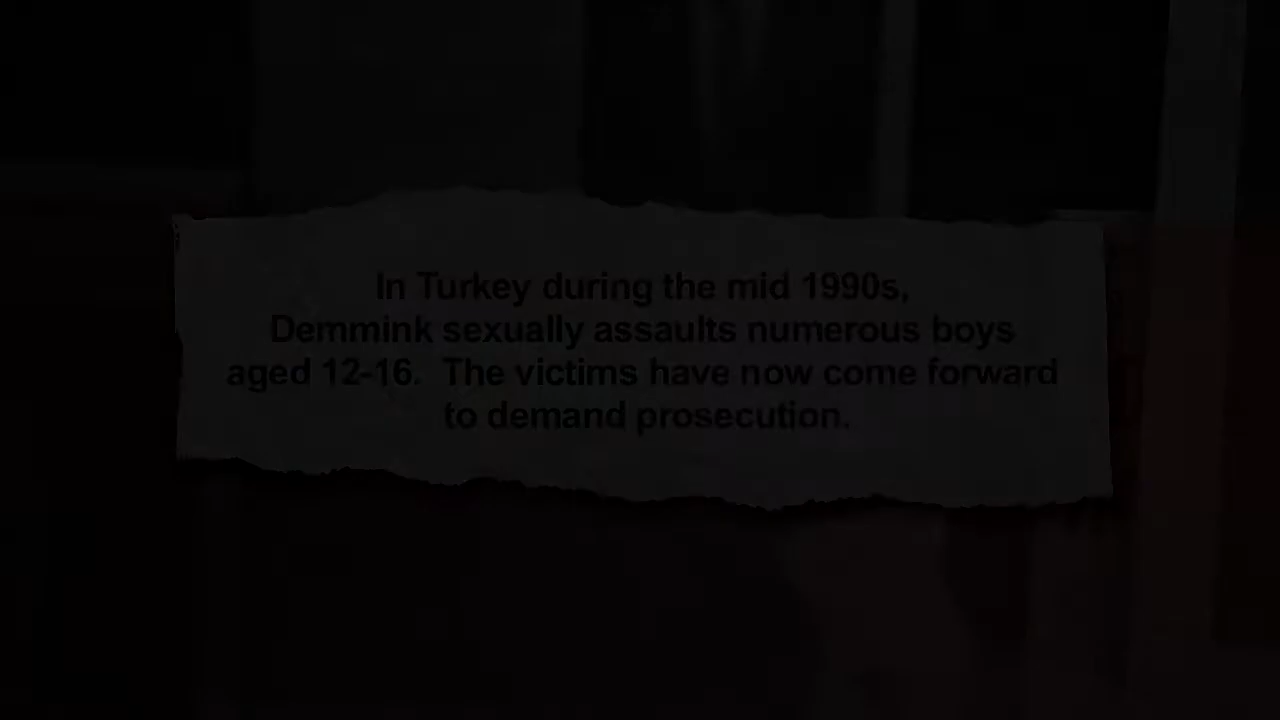 In Turkey during the mid 1990s,
Demmink sexually assaults numerous boys
aged 12-16.  The victims have now come forward
to demand prosecution.